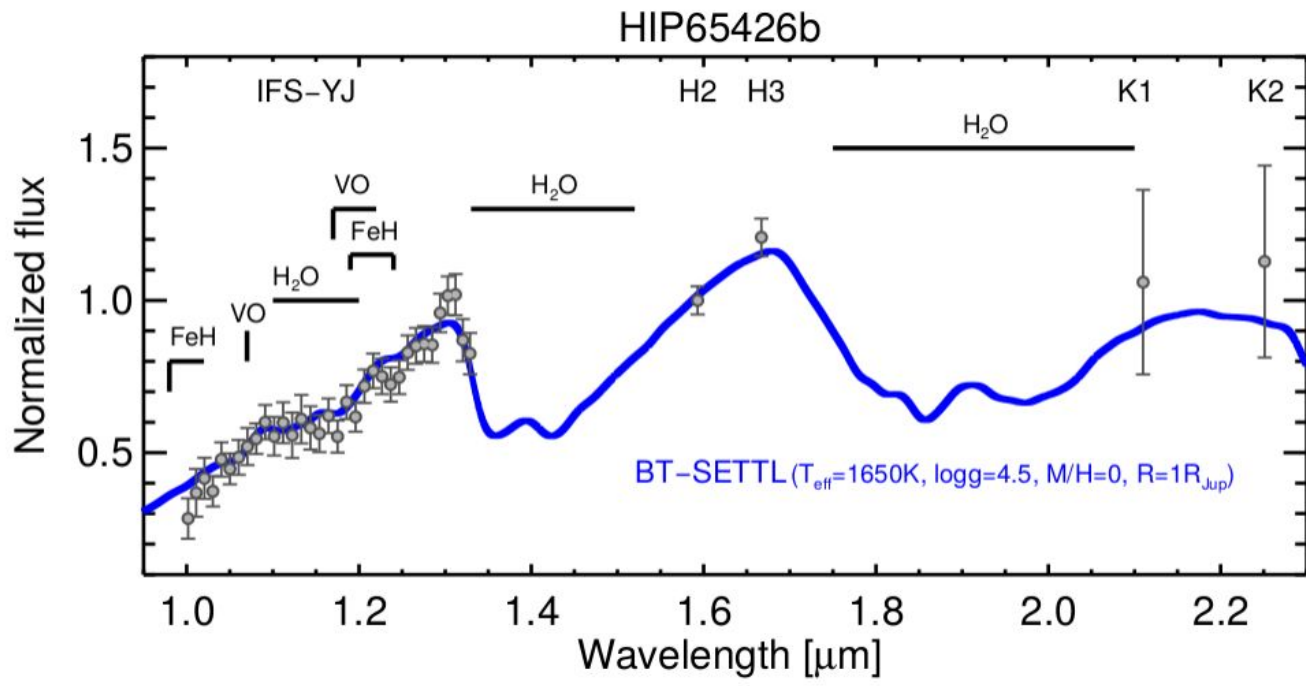 HIP65426b
IFS−YJ
H2
H3
K1
K2
H₂O
VO
H₂O
FeH
H₂O
VO
FeH
BT−SETTL (Teff=1650K, logg=4.5, M/H=0, R=1RJup)
Normalized flux
1.5
1.0
0.5
1.0
1.2
1.4
1.6
1.8
2.0
2.2
Wavelength [μm]